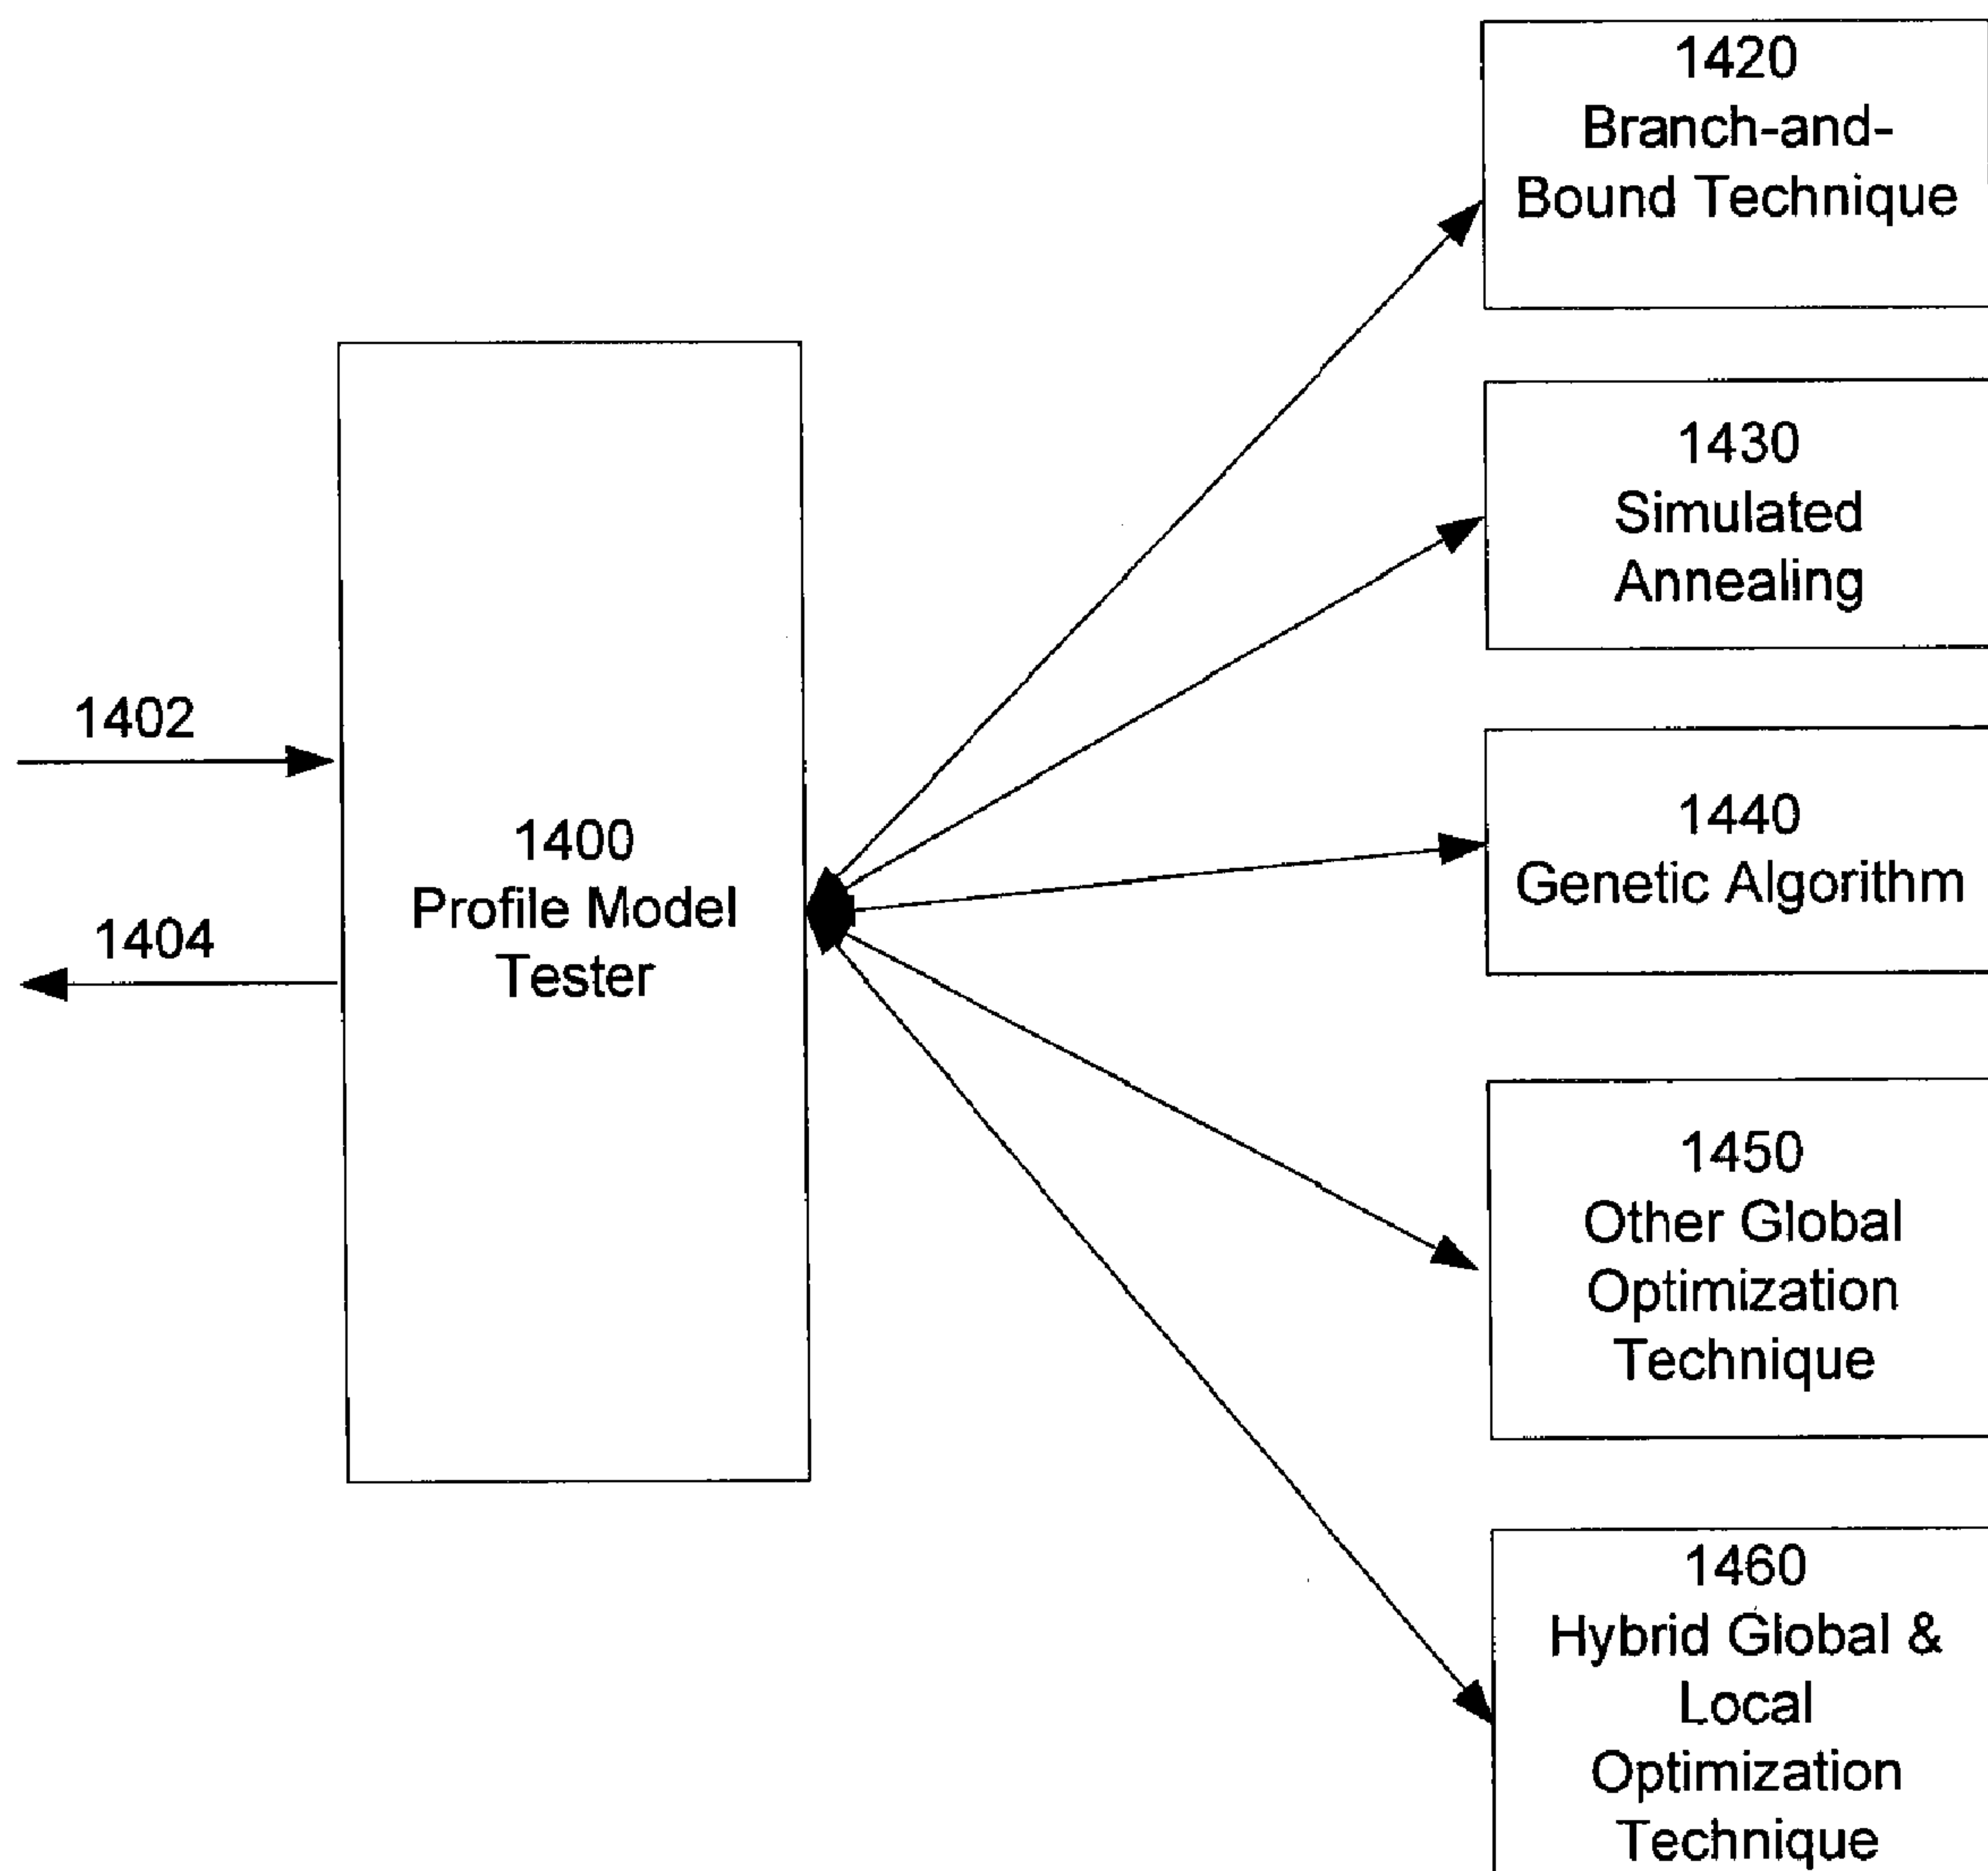 1402
1404
1400
Profile Model
Tester
1420
Branch-and-
Bound Technique
1430
Simulated
Annealing
1440
Genetic Algorithm
1450
Other Global
Optimization
Technique
1460
Hybrid Global &
Local
Optimization
Technique